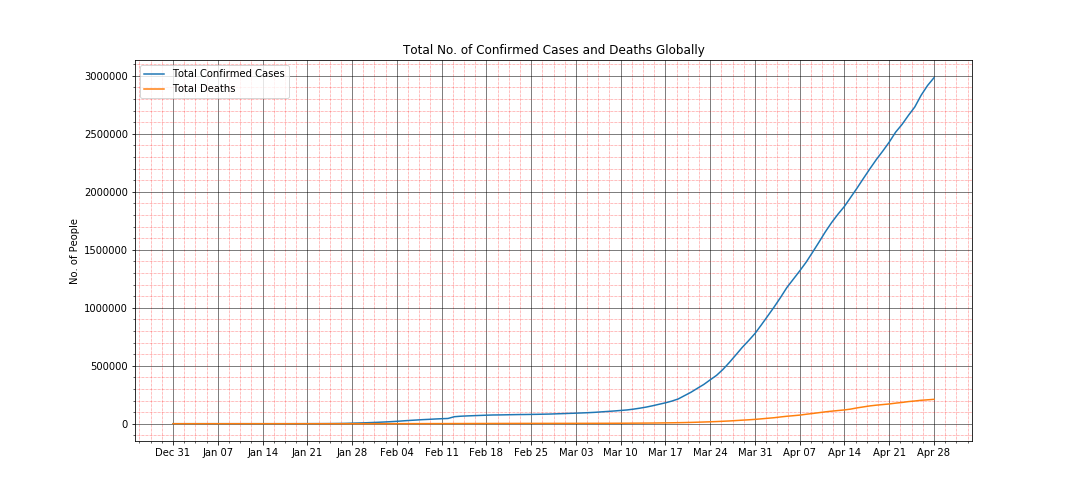 Total No. of Confirmed Cases and Deaths Globally
Total Confirmed Cases
Total Deaths
3000000
2500000
2000000
1500000
1000000
500000
0
No. of People
Dec 31 Jan 07 Jan 14 Jan 21 Jan 28 Feb 04 Feb 11 Feb 18 Feb 25 Mar 03 Mar 10 Mar 17 Mar 24 Mar 31 Apr 07 Apr 14 Apr 21 Apr 28